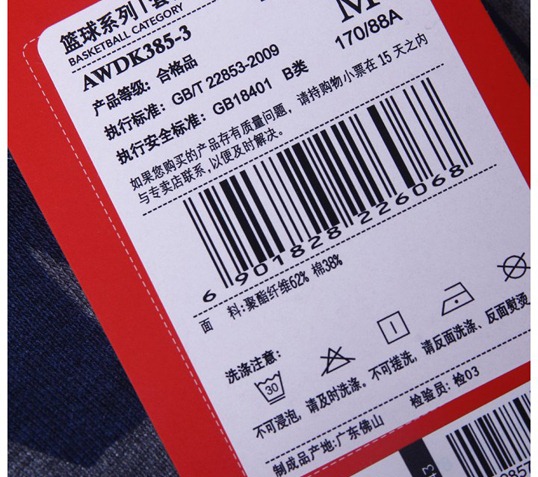 篮球系列
BASKETBALL CATEGORY
M
170/88A
AWDK385-3
产品等级: 合格品
执行标准: GB/T 22853-2009
执行安全标准: GB18401 B类
如果您购买的产品存有质量问题, 请持购物小票在 15 天之内
与专卖店联系, 以便及时解决。
6 901828 226068
面 料:聚酯纤维62% 棉38%
洗涤注意:
30
不可浸泡, 请及时洗涤。不可搓洗, 请反面洗涤、反面熨烫
制成品产地:广东佛山 检验员: 检03